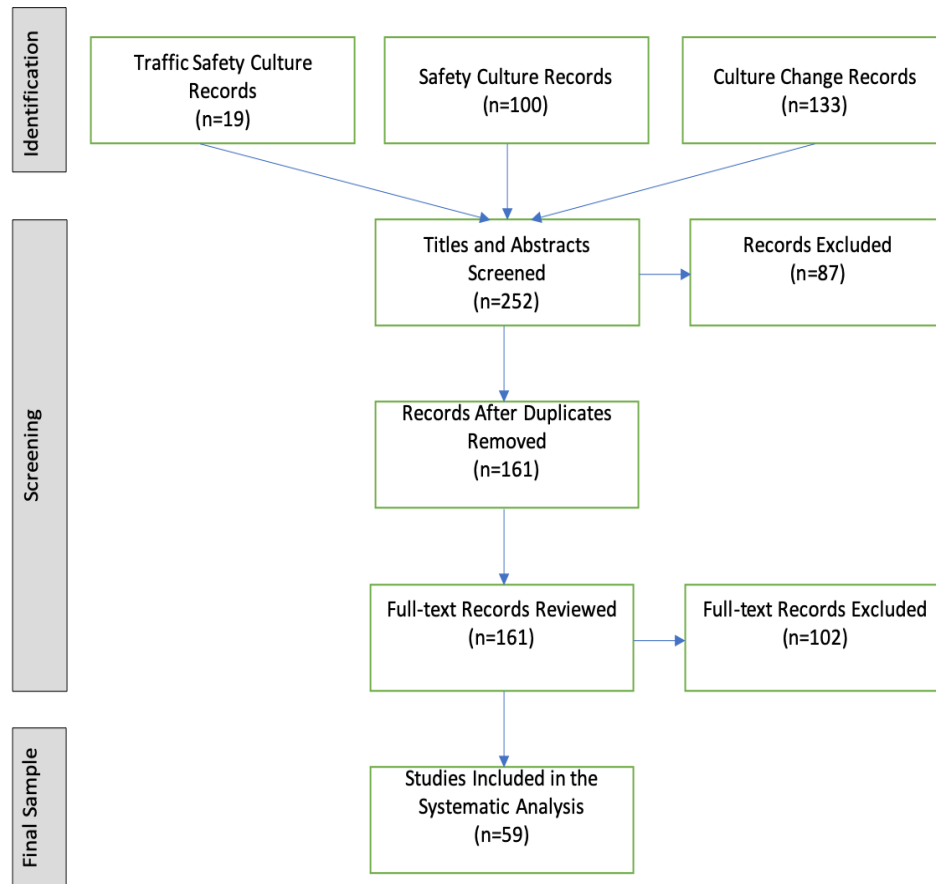 Identification
Traffic Safety Culture
Records
(n=19)
Safety Culture Records
(n=100)
Culture Change Records
(n=133)
Screening
Titles and Abstracts
Screened
(n=252)
Records Excluded
(n=87)
Records After Duplicates
Removed
(n=161)
Full-text Records Reviewed
(n=161)
Full-text Records Excluded
(n=102)
Final Sample
Studies Included in the
Systematic Analysis
(n=59)